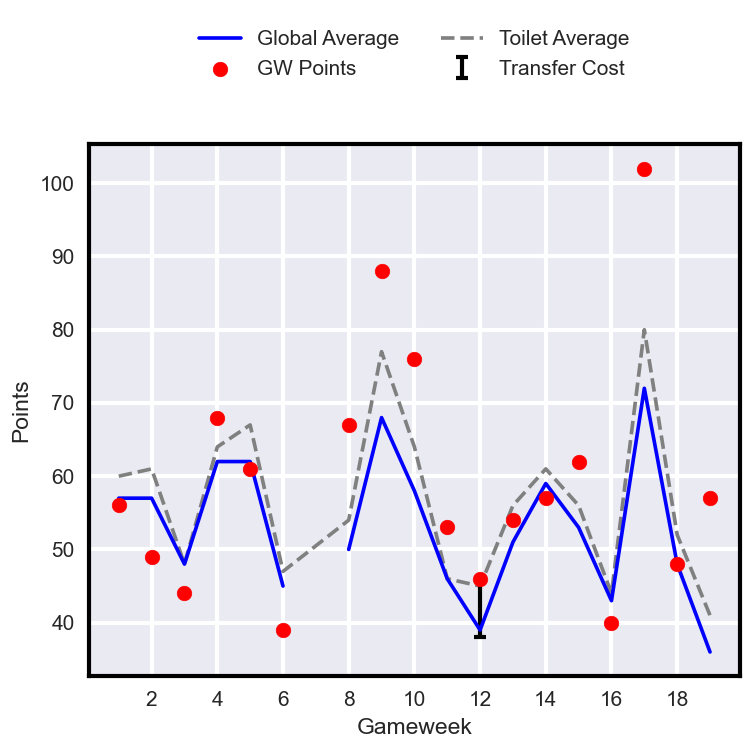 Global Average
Toilet Average
GW Points
Transfer Cost
100
90
80
70
60
50
40
Points
2 4 6 8 10 12 14 16 18
Gameweek